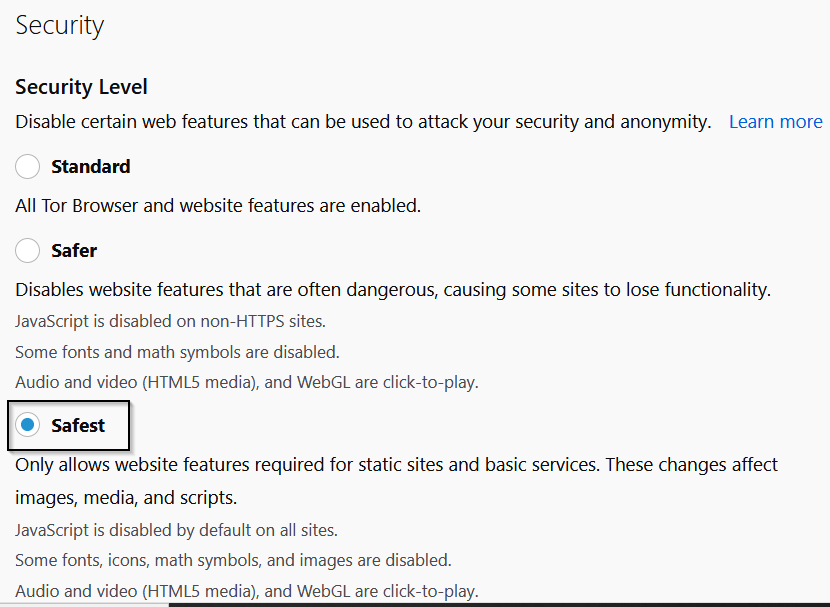 Security
Security Level
Disable certain web features that can be used to attack your security and anonymity. Learn more
Standard
All Tor Browser and website features are enabled.
Safer
Disables website features that are often dangerous, causing some sites to lose functionality.
JavaScript is disabled on non-HTTPS sites.
Some fonts and math symbols are disabled.
Audio and video (HTML5 media), and WebGL are click-to-play.
Safest
Only allows website features required for static sites and basic services. These changes affect
images, media, and scripts.
JavaScript is disabled by default on all sites.
Some fonts, icons, math symbols, and images are disabled.
Audio and video (HTML5 media), and WebGL are click-to-play.